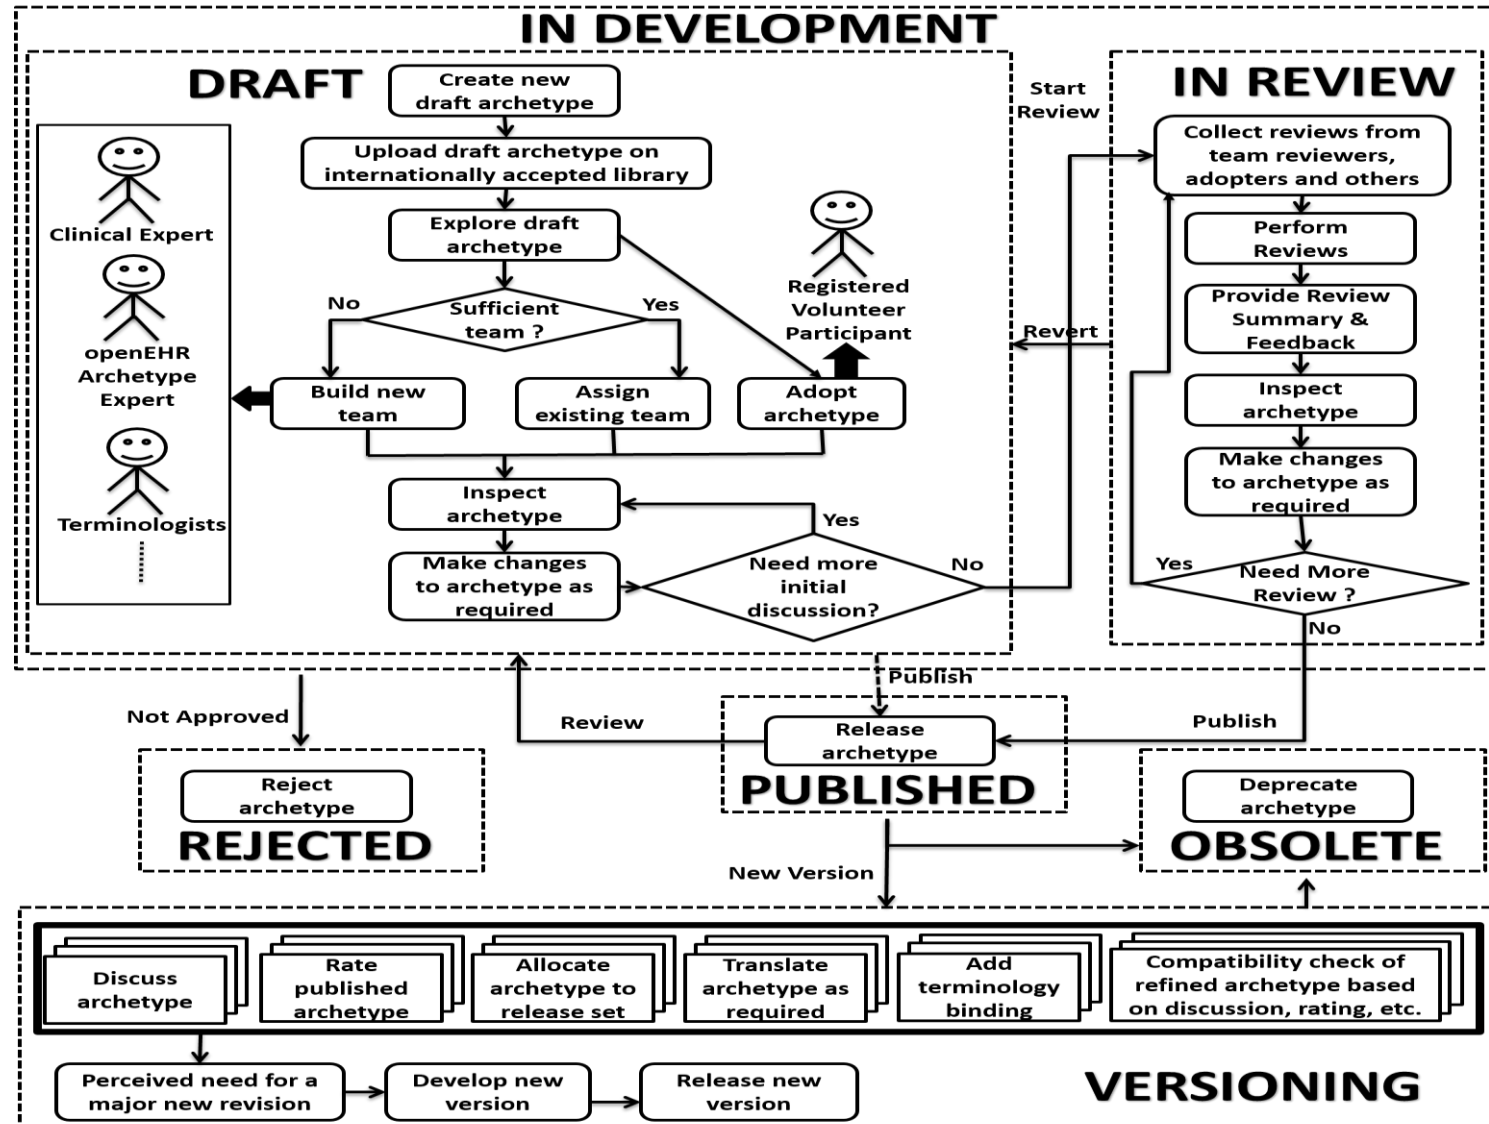 IN DEVELOPMENT
DRAFT
Create new
draft archetype
Upload draft archetype on
internationally accepted library
Explore draft
archetype
Sufficient
team ?
No
Yes
Build new
team
Assign
existing team
Adopt
archetype
Registered
Volunteer
Participant
Clinical Expert
openEHR
Archetype
Expert
Terminologists
Inspect
archetype
Make changes
to archetype as
required
Need more
initial
discussion?
Yes
No
Start
Review
Revert
IN REVIEW
Collect reviews from
team reviewers,
adopters and others
Perform
Reviews
Provide Review
Summary &
Feedback
Inspect
archetype
Make changes
to archetype as
required
Need More
Review ?
Yes
No
Not Approved
Review
Publish
Publish
Release
archetype
PUBLISHED
Reject
archetype
REJECTED
Deprecate
archetype
OBSOLETE
New Version
Discuss
archetype
Rate
published
archetype
Allocate
archetype to
release set
Translate
archetype as
required
Add
terminology
binding
Compatibility check of
refined archetype based
on discussion, rating, etc.
Perceived need for a
major new revision
Develop new
version
Release new
version
VERSIONING